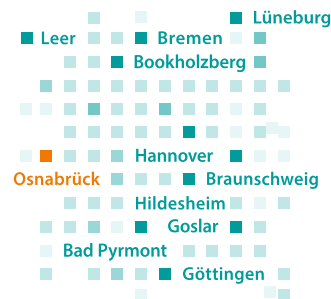 Lüneburg
Leer
Bremen
Bookholzberg
Hannover
Osnabrück
Braunschweig
Hildesheim
Goslar
Bad Pyrmont
Göttingen